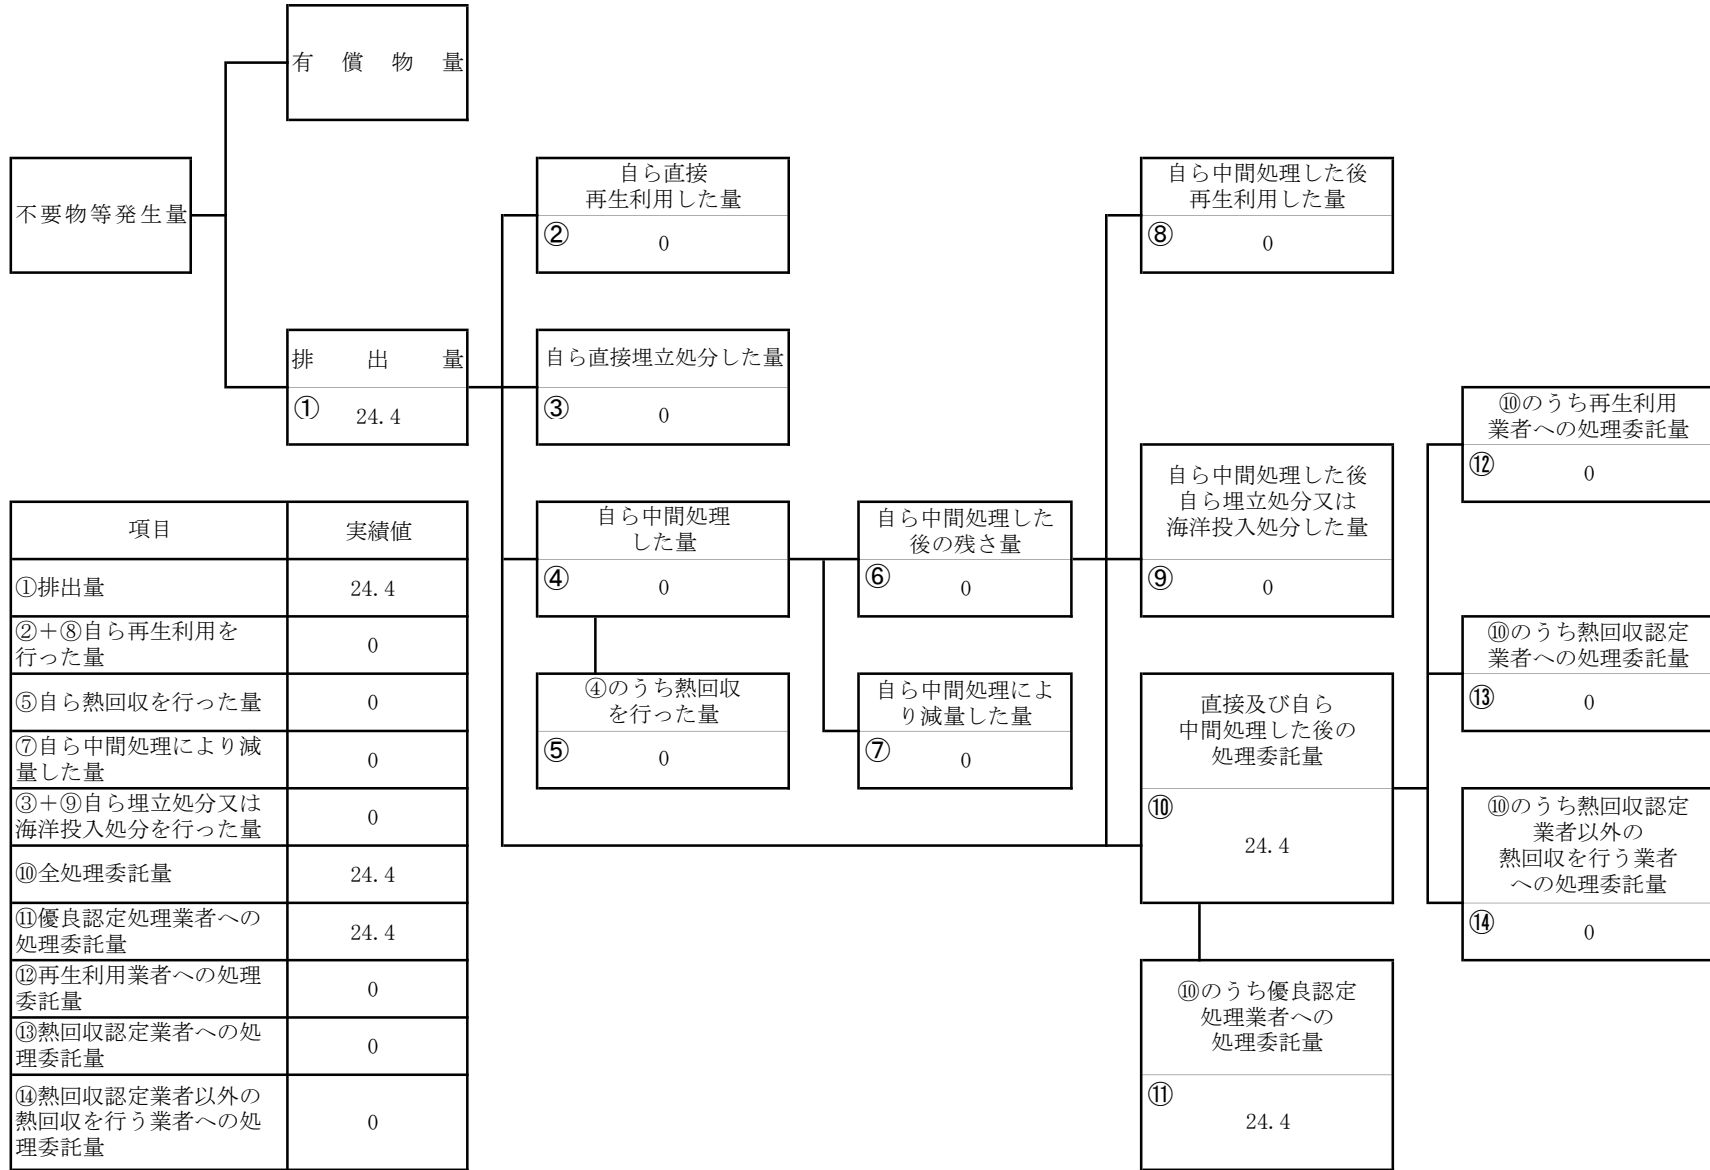 有償物量
不要物等発生量
自ら直接
再生利用した量
②
0
自ら中間処理した後
再生利用した量
⑧
0
排出量
①
24.4
自ら直接埋立処分した量
③
0
⑩のうち再生利用
業者への処理委託量
⑫
0
自ら中間処理した後
自ら埋立処分又は
海洋投入処分した量
⑨
0
自ら中間処理
した量
④
0
自ら中間処理した
後の残さ量
⑥
0
⑩のうち熱回収認定
業者への処理委託量
⑬
0
④のうち熱回収
を行った量
⑤
0
自ら中間処理によ
り減量した量
⑦
0
直接及び自ら
中間処理した後の
処理委託量
⑩
24.4
⑩のうち熱回収認定
業者以外の
熱回収を行う業者
への処理委託量
⑭
0
⑩のうち優良認定
処理業者への
処理委託量
⑪
24.4
項目 実績値
①排出量 24.4
②＋⑧自ら再生利用を
行った量 0
⑤自ら熱回収を行った量 0
⑦自ら中間処理により減
量した量 0
③＋⑨自ら埋立処分又は
海洋投入処分を行った量 0
⑩全処理委託量 24.4
⑪優良認定処理業者への
処理委託量 24.4
⑫再生利用業者への処理
委託量 0
⑬熱回収認定業者への処
理委託量 0
⑭熱回収認定業者以外の
熱回収を行う業者への処
理委託量 0